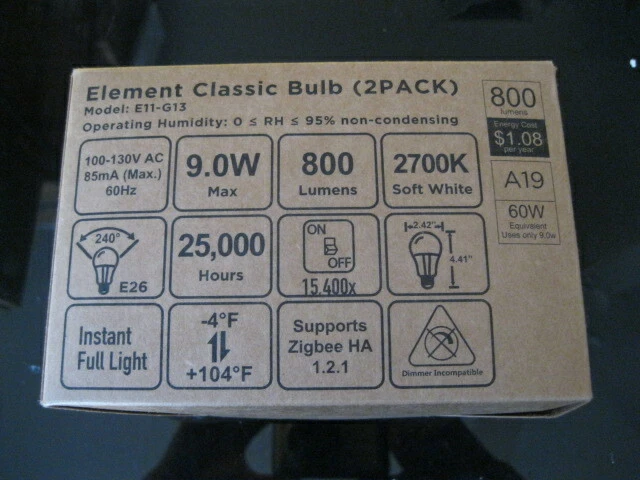 Element Classic Bulb (2PACK)
Model: E11-G13
Operating Humidity: 0 ≤ RH ≤ 95% non-condensing
800
lumens
Energy Cost
$1.08
per year
A19
60W
Equivalent
Uses only 9.0w
100-130V AC
85mA (Max.)
60Hz
9.0W
Max
800
Lumens
2700K
Soft White
240°
E26
25,000
Hours
ON
OFF
15,400x
2.42"
4.41"
Instant
Full Light
-4°F
+104°F
Supports
Zigbee HA
1.2.1
Dimmer Incompatible